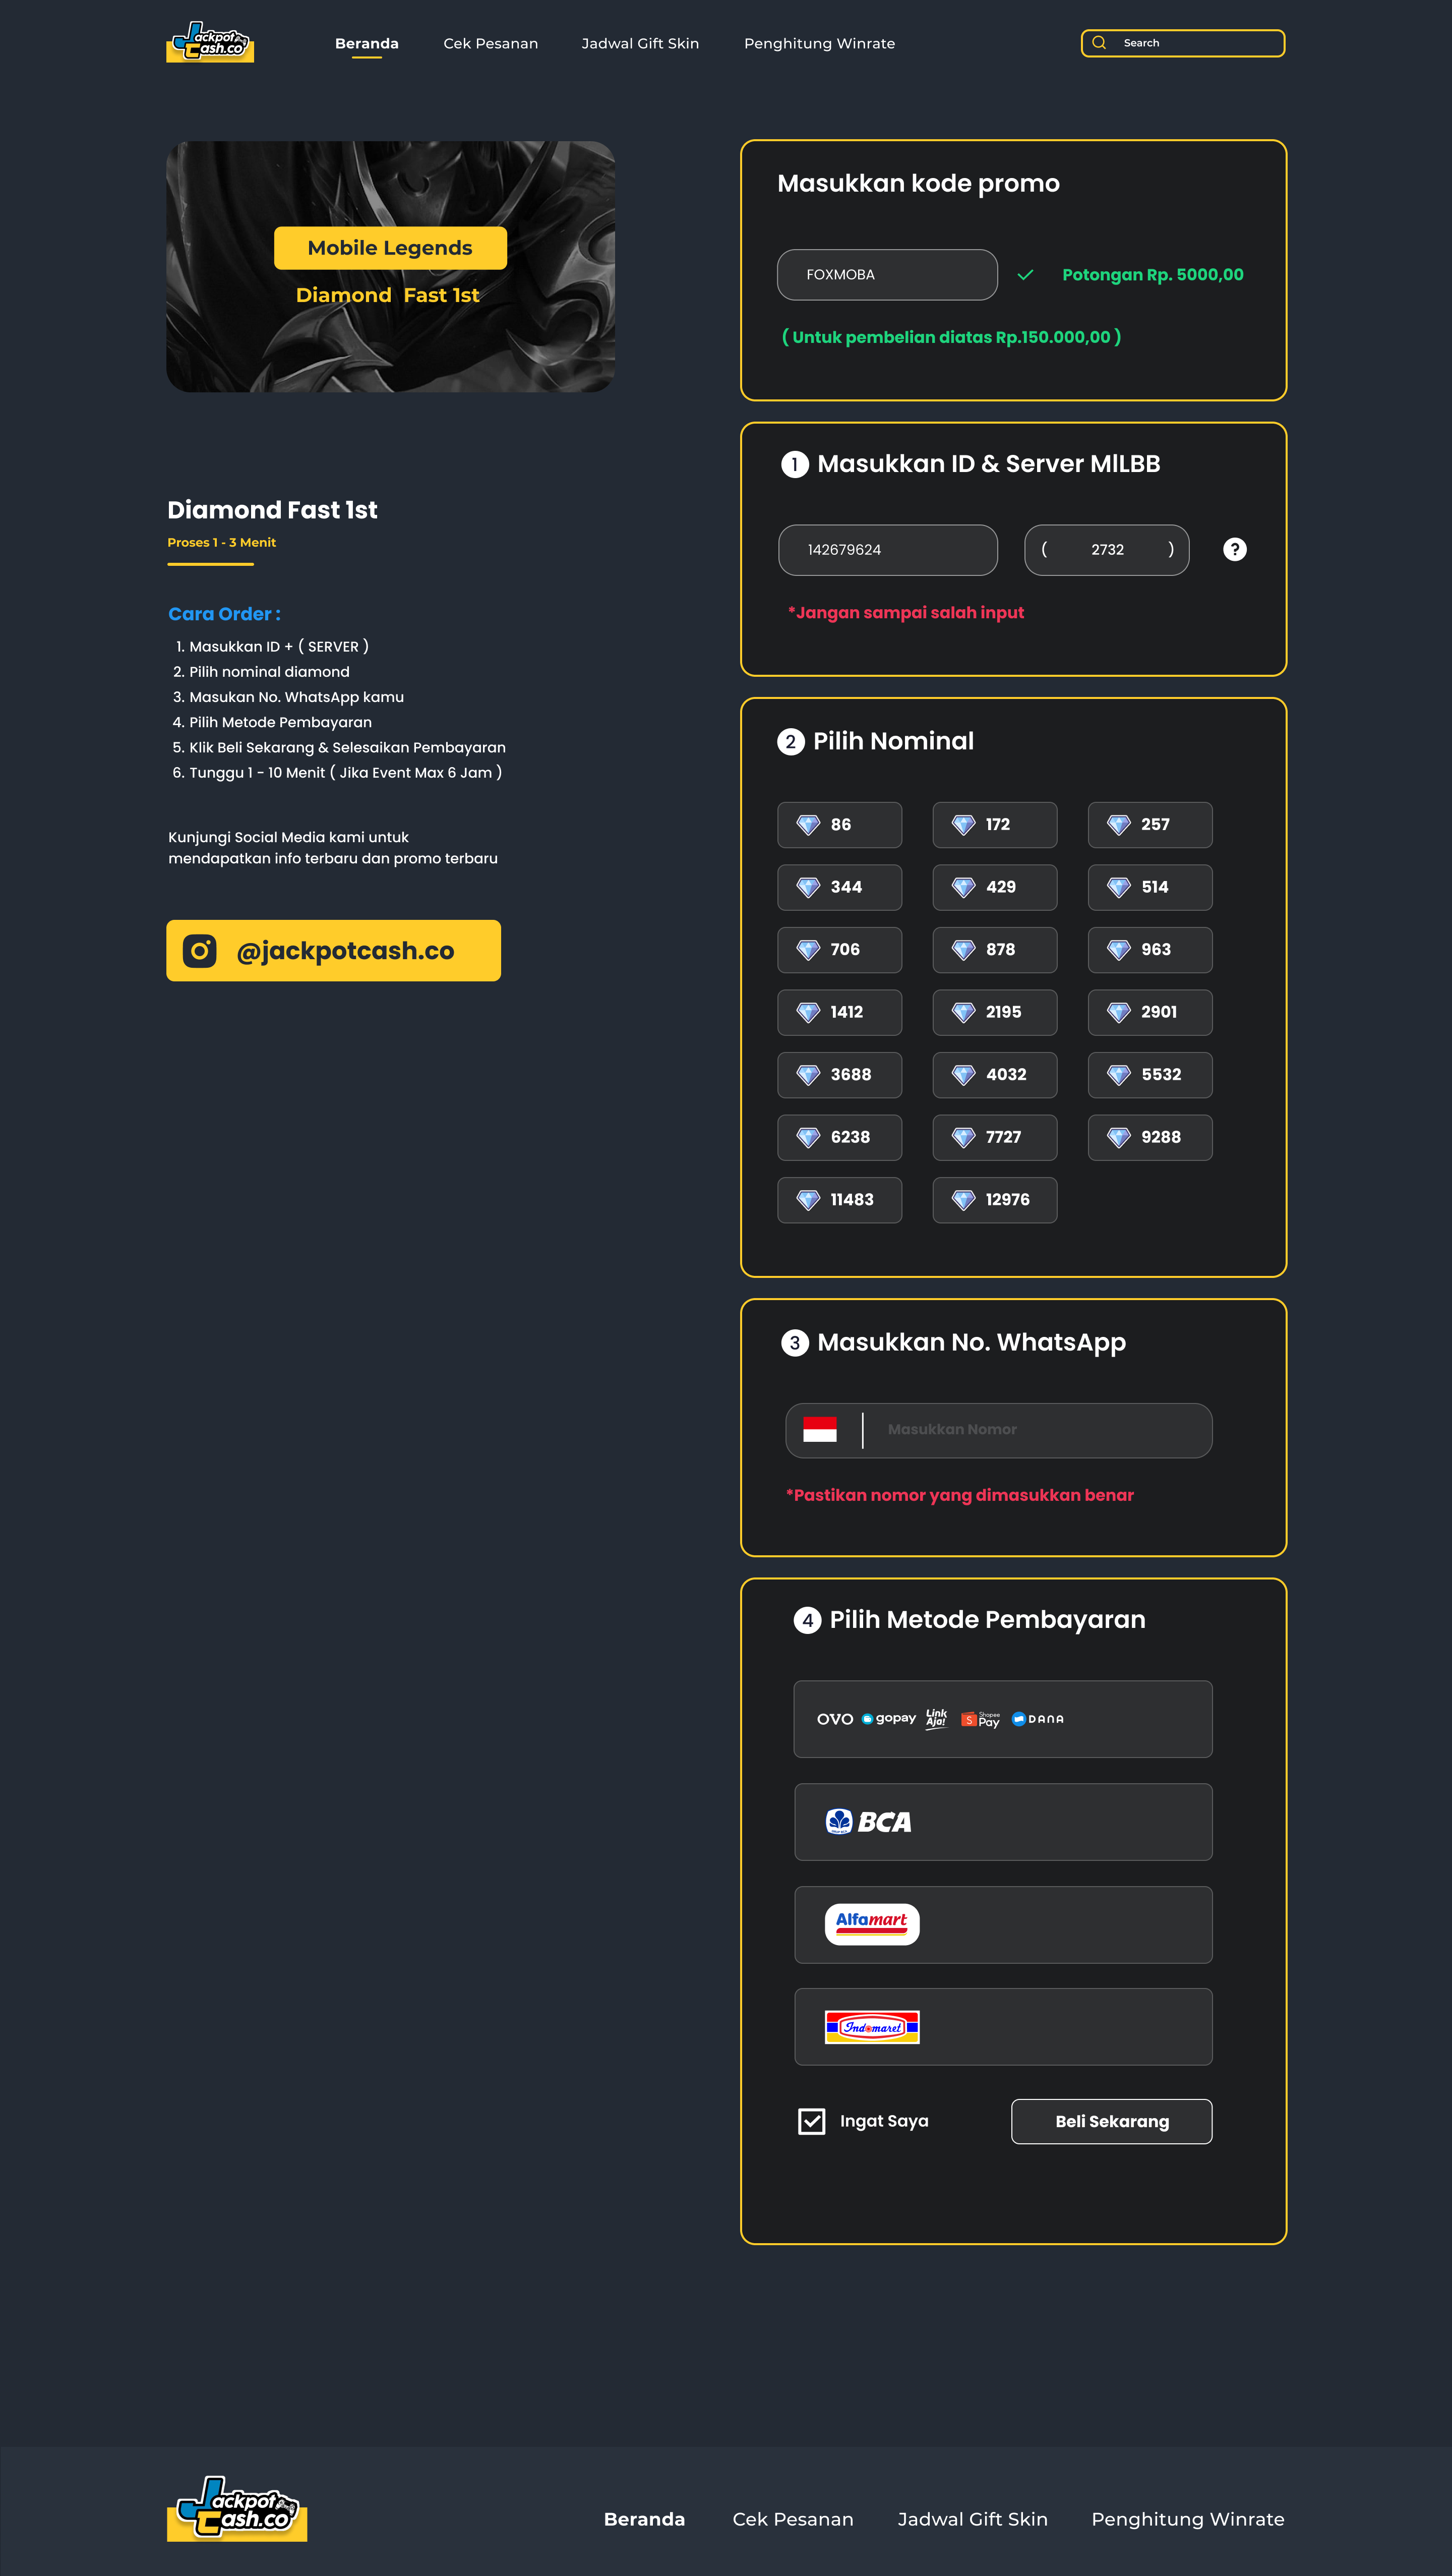 Jackpot
Cash.co
Beranda
Cek Pesanan
Jadwal Gift Skin
Penghitung Winrate
Search
Mobile Legends
Diamond Fast 1st
Diamond Fast 1st
Proses 1 - 3 Menit
Cara Order :
1. Masukkan ID + ( SERVER )
2. Pilih nominal diamond
3. Masukan No. WhatsApp kamu
4. Pilih Metode Pembayaran
5. Klik Beli Sekarang & Selesaikan Pembayaran
6. Tunggu 1 - 10 Menit ( Jika Event Max 6 Jam )
Kunjungi Social Media kami untuk
mendapatkan info terbaru dan promo terbaru
@jackpotcash.co
Masukkan kode promo
FOXMOBA
Potongan Rp. 5000,00
( Untuk pembelian diatas Rp.150.000,00 )
1 Masukkan ID & Server MlLBB
142679624
( 2732 )
?
*Jangan sampai salah input
2 Pilih Nominal
86 172 257
344 429 514
706 878 963
1412 2195 2901
3688 4032 5532
6238 7727 9288
11483 12976
3 Masukkan No. WhatsApp
Masukkan Nomor
*Pastikan nomor yang dimasukkan benar
4 Pilih Metode Pembayaran
OVO gopay Link Aja! S Shopee Pay DANA
BCA
Alfamart
Indomaret
Ingat Saya
Beli Sekarang
Jackpot
Cash.co
Beranda
Cek Pesanan
Jadwal Gift Skin
Penghitung Winrate